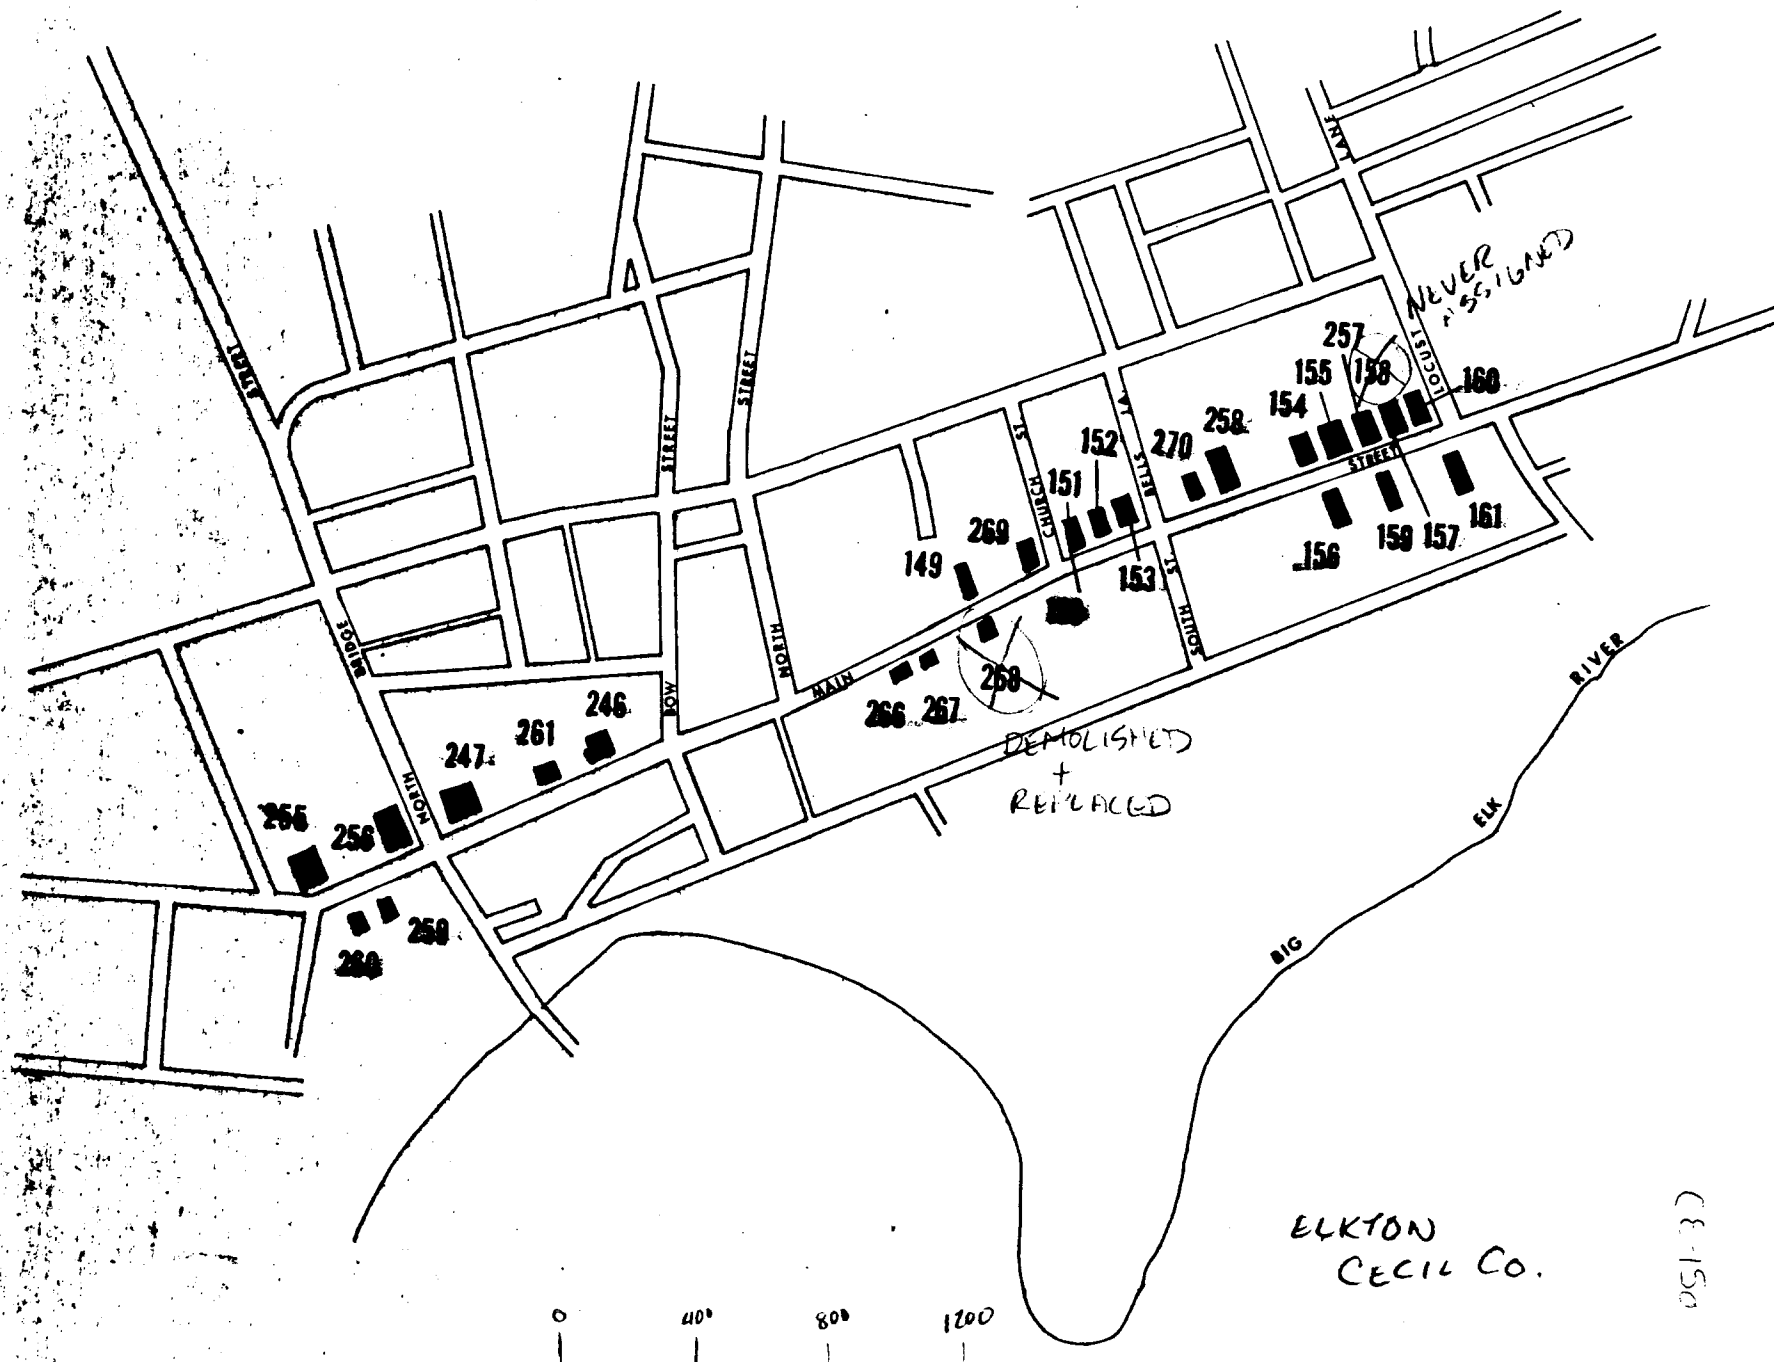 STREET
STREET
STREET
LANE
NEVER
ASSIGNED
LOCUST
257
155
158
160
154
258
270
152
151
LA.
BELLS
ST.
CHURCH
269
149
153
STREET
156
159
157
161
ST.
SOUTH
BRIDGE
NORTH
BOW
NORTH
MAIN
266
267
268
DEMOLISHED
+
REPLACED
246
261
247
255
256
259
260
RIVER
ELK
BIG
ELKTON
CECIL CO.
CE-150
0
400
800
1200